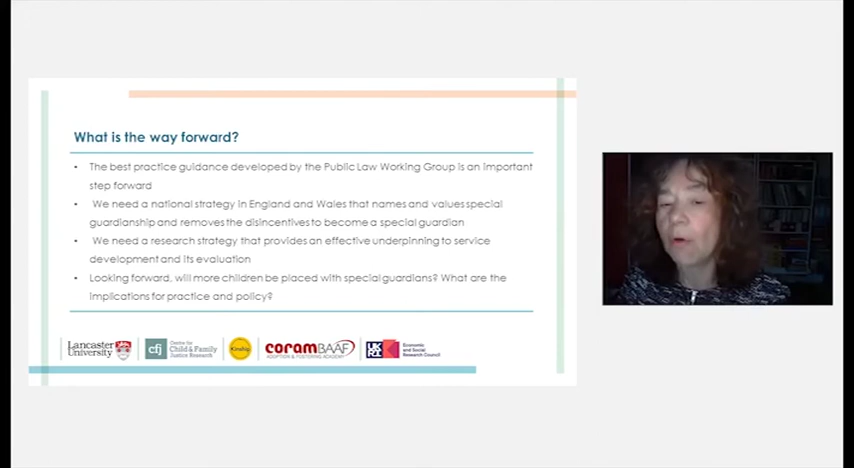 What is the way forward?
• The best practice guidance developed by the Public Law Working Group is an important
step forward
• We need a national strategy in England and Wales that names and values special
guardianship and removes the disincentives to become a special guardian
• We need a research strategy that provides an effective underpinning to service
development and its evaluation
• Looking forward, will more children be placed with special guardians? What are the
implications for practice and policy?
Lancaster
University
cfj
Centre for
Child & Family
Justice Research
Kinship
coramBAAF
ADOPTION & FOSTERING ACADEMY
UK
RI
Economic
and Social
Research Council